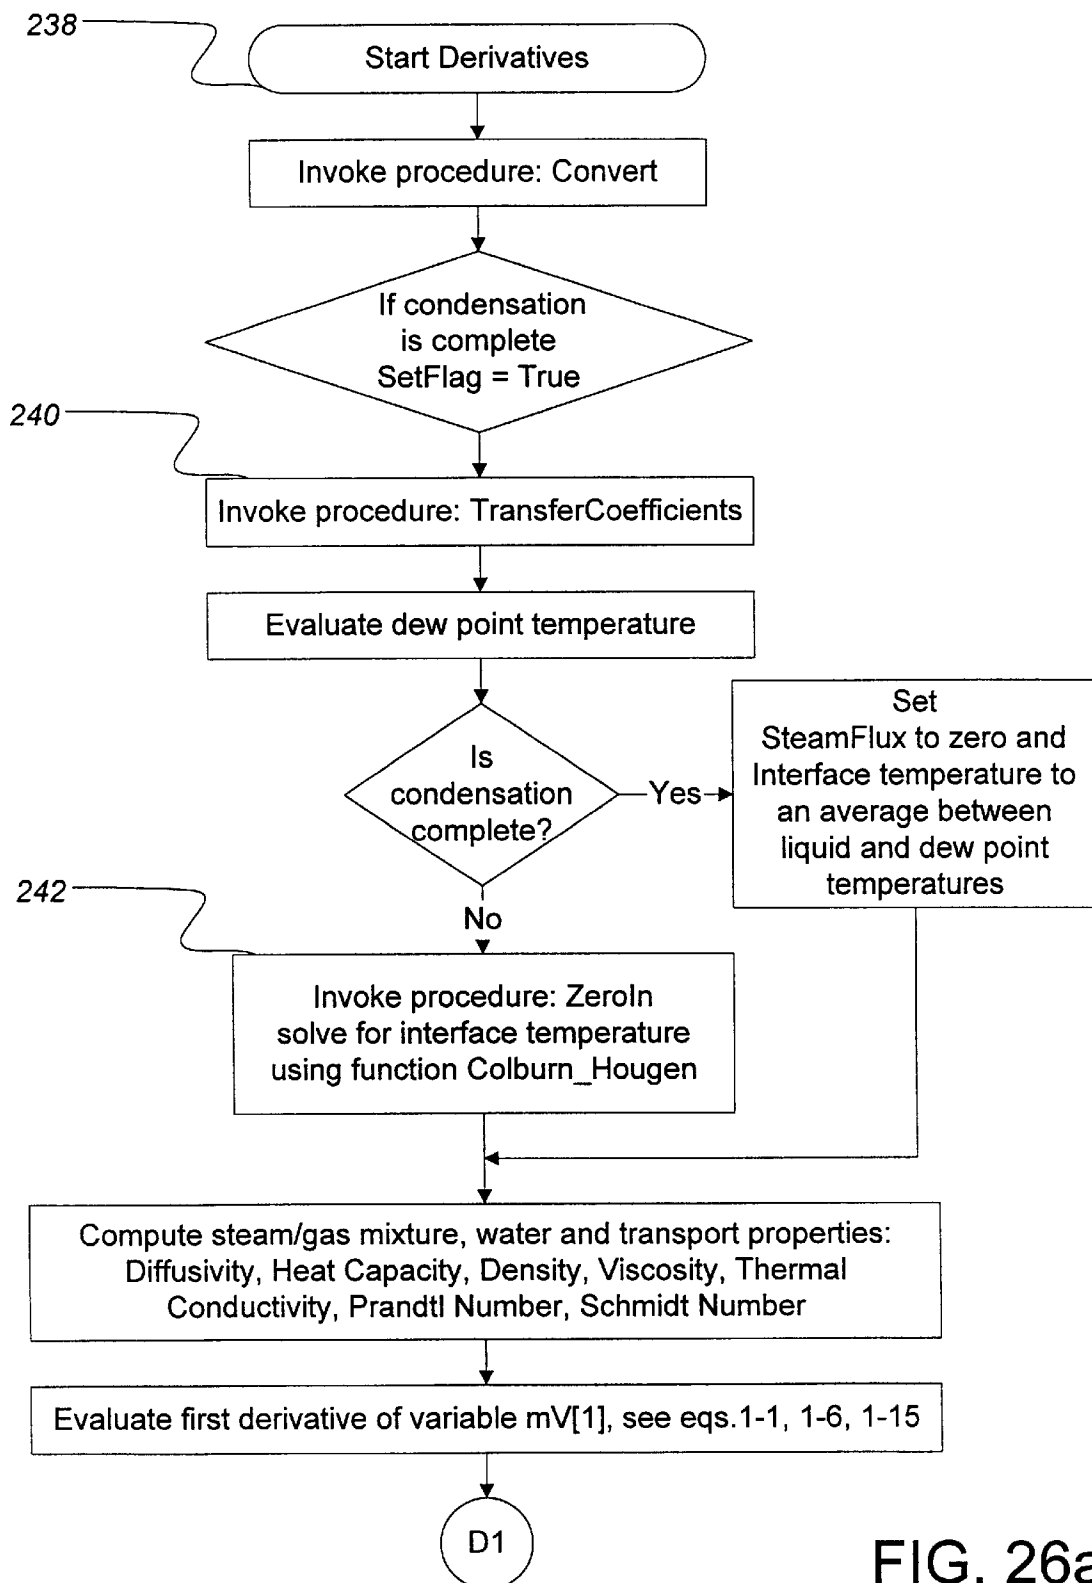 238
Start Derivatives
Invoke procedure: Convert
If condensation
is complete
SetFlag = True
240
Invoke procedure: TransferCoefficients
Evaluate dew point temperature
Is
condensation
complete?
Yes
Set
SteamFlux to zero and
Interface temperature to
an average between
liquid and dew point
temperatures
242
No
Invoke procedure: ZeroIn
solve for interface temperature
using function Colburn_Hougen
Compute steam/gas mixture, water and transport properties:
Diffusivity, Heat Capacity, Density, Viscosity, Thermal
Conductivity, Prandtl Number, Schmidt Number
Evaluate first derivative of variable mV[1], see eqs.1-1, 1-6, 1-15
D1
FIG. 26a